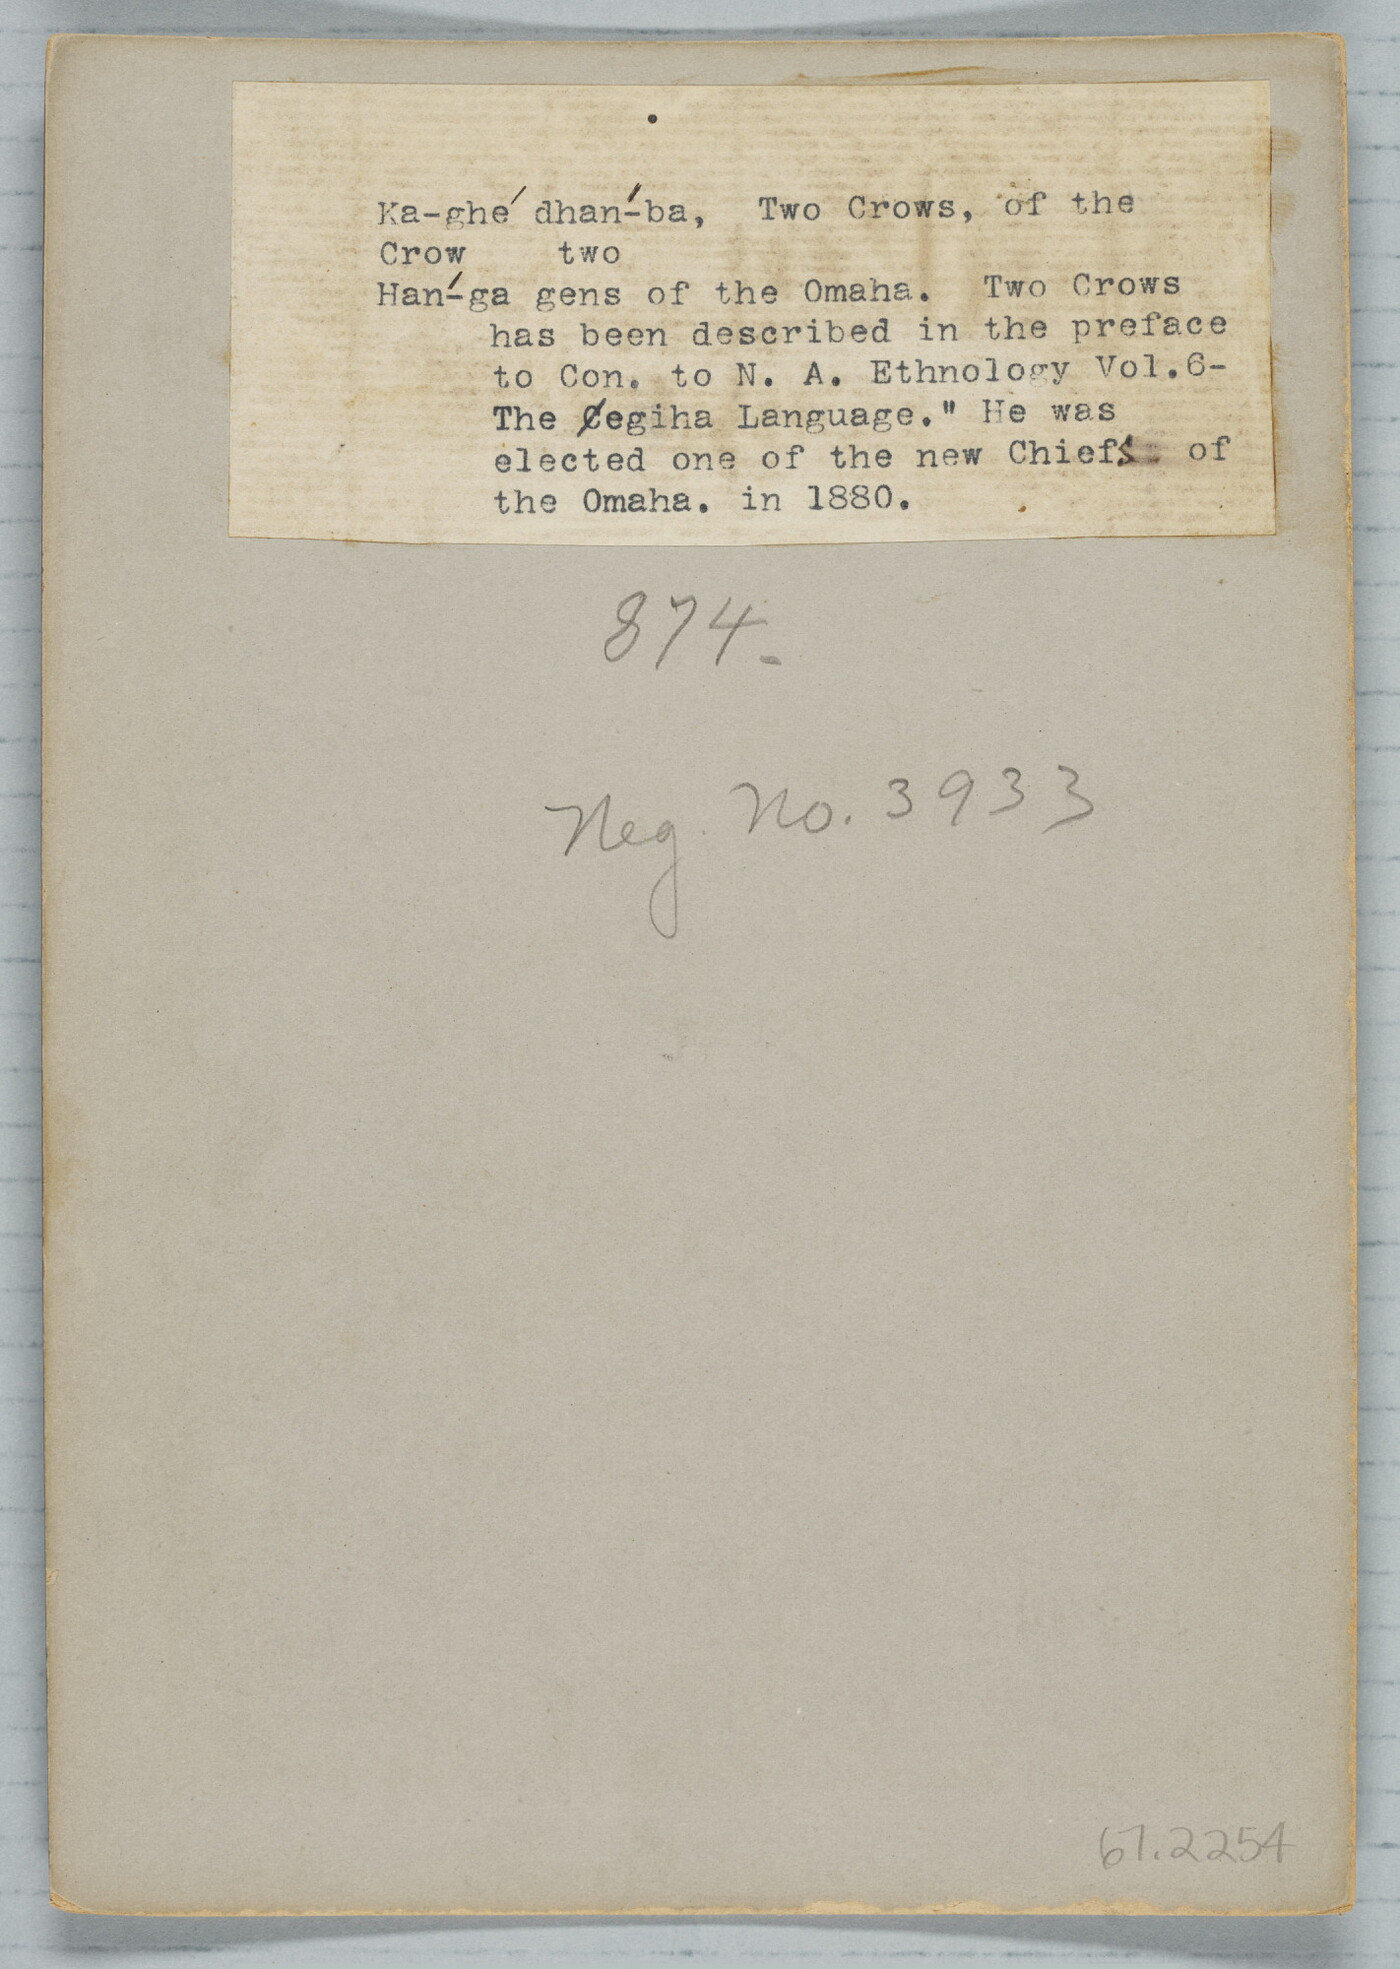 Ka-ghe′ dhan′-ba,  Two Crows, of the
Crow    two
Han′-ga gens of the Omaha.  Two Crows
has been described in the preface
to Con. to N. A. Ethnology Vol.6-
The Ȼegiha Language." He was
elected one of the new Chiefs of
the Omaha. in 1880.
874-
Neg. No. 3933
67.2254